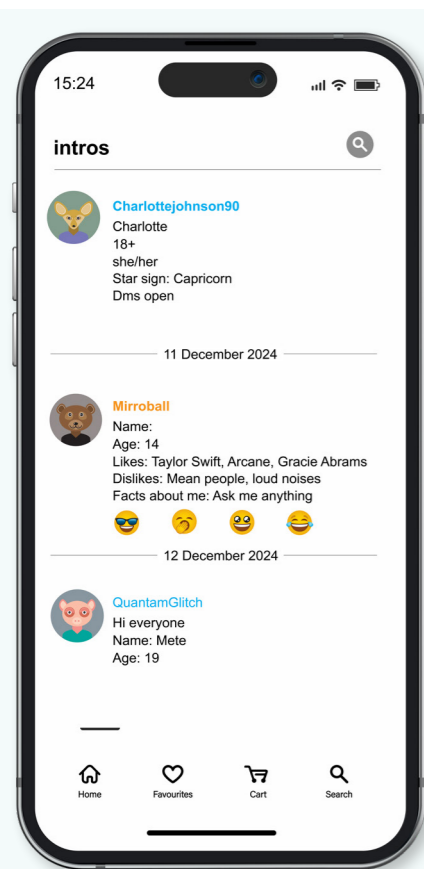 15:24
intros
Charlottejohnson90
Charlotte
18+
she/her
Star sign: Capricorn
Dms open
11 December 2024
Mirroball
Name:
Age: 14
Likes: Taylor Swift, Arcane, Gracie Abrams
Dislikes: Mean people, loud noises
Facts about me: Ask me anything
12 December 2024
QuantamGlitch
Hi everyone
Name: Mete
Age: 19
Home Favourites Cart Search